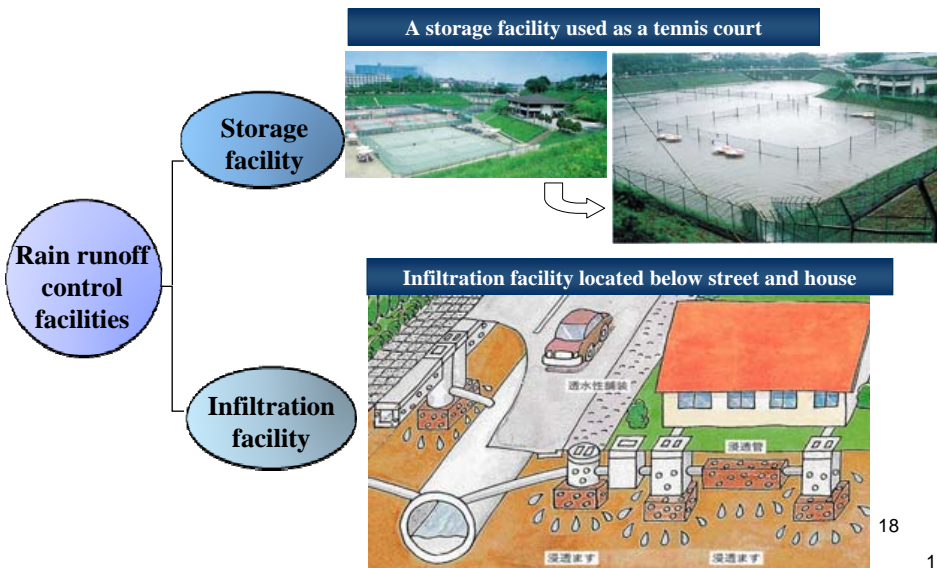 A storage facility used as a tennis court
Storage
facility
Rain runoff
control
facilities
Infiltration facility located below street and house
透水性舗装
Infiltration
facility
浸透管
浸透ます
浸透ます
18
1